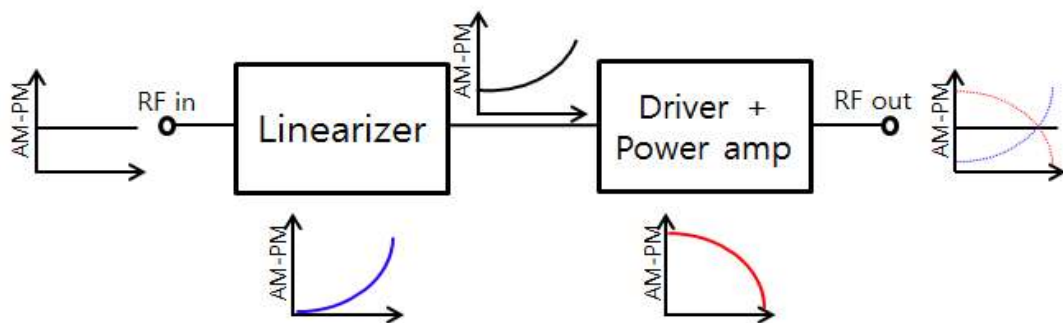 AM-PM
RF in
Linearizer
AM-PM
Driver +
Power amp
RF out
AM-PM
AM-PM
AM-PM